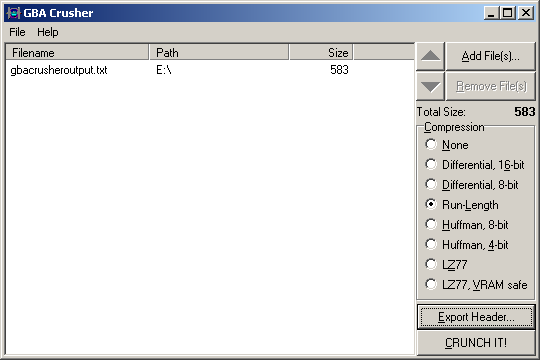 GBA Crusher
File Help
Filename Path Size
gbacrusheroutput.txt E:\ 583
Add File(s)...
Remove File(s)
Total Size: 583
Compression
None
Differential, 16-bit
Differential, 8-bit
Run-Length
Huffman, 8-bit
Huffman, 4-bit
LZ77
LZ77, VRAM safe
Export Header...
CRUNCH IT!